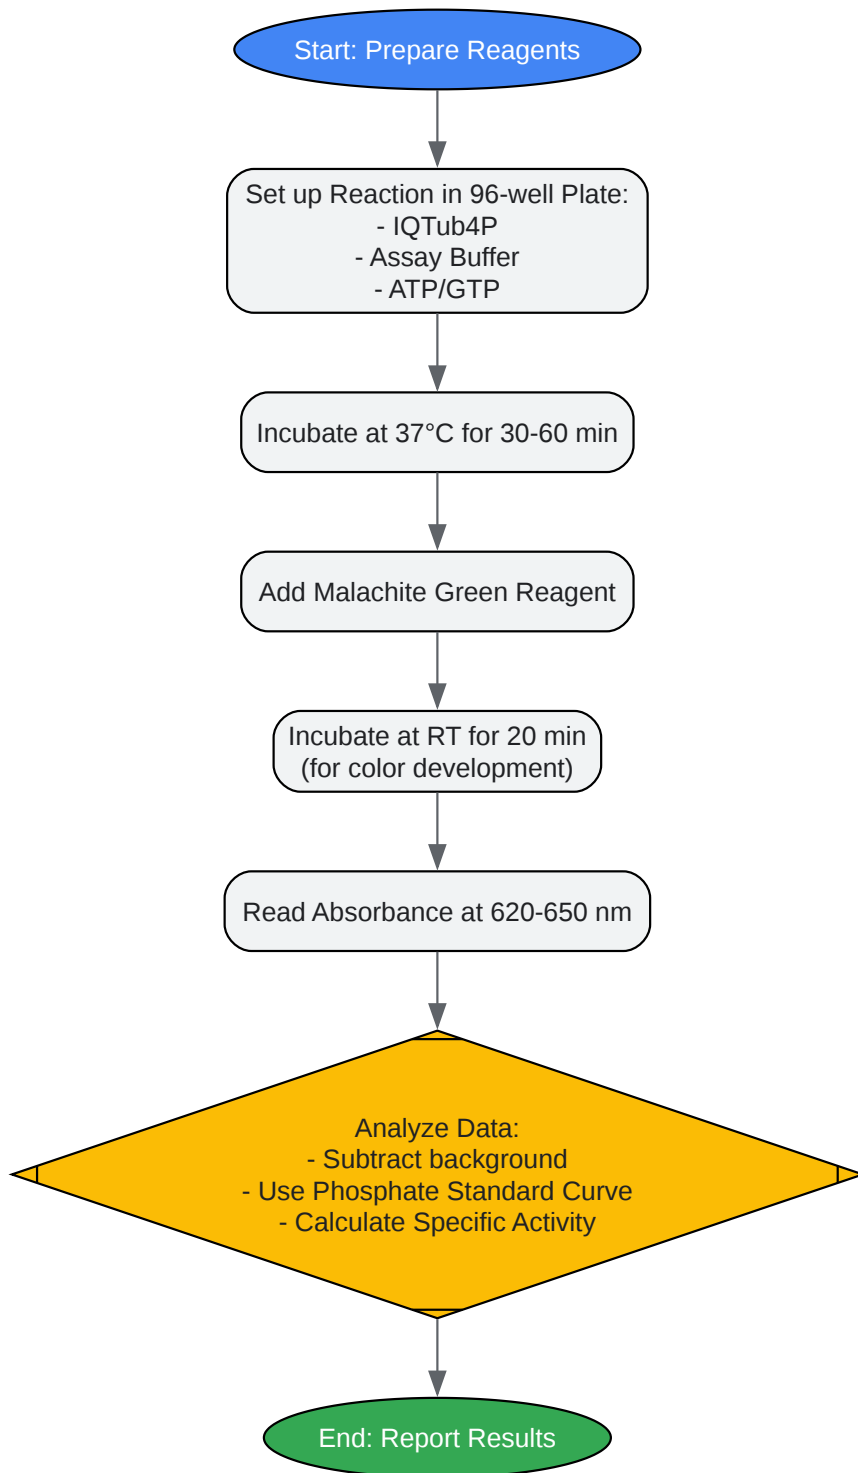 Start: Prepare Reagents
Set up Reaction in 96-well Plate:
- IQTub4P
- Assay Buffer
- ATP/GTP
Incubate at 37°C for 30-60 min
Add Malachite Green Reagent
Incubate at RT for 20 min
(for color development)
Read Absorbance at 620-650 nm
Analyze Data:
- Subtract background
- Use Phosphate Standard Curve
- Calculate Specific Activity
End: Report Results